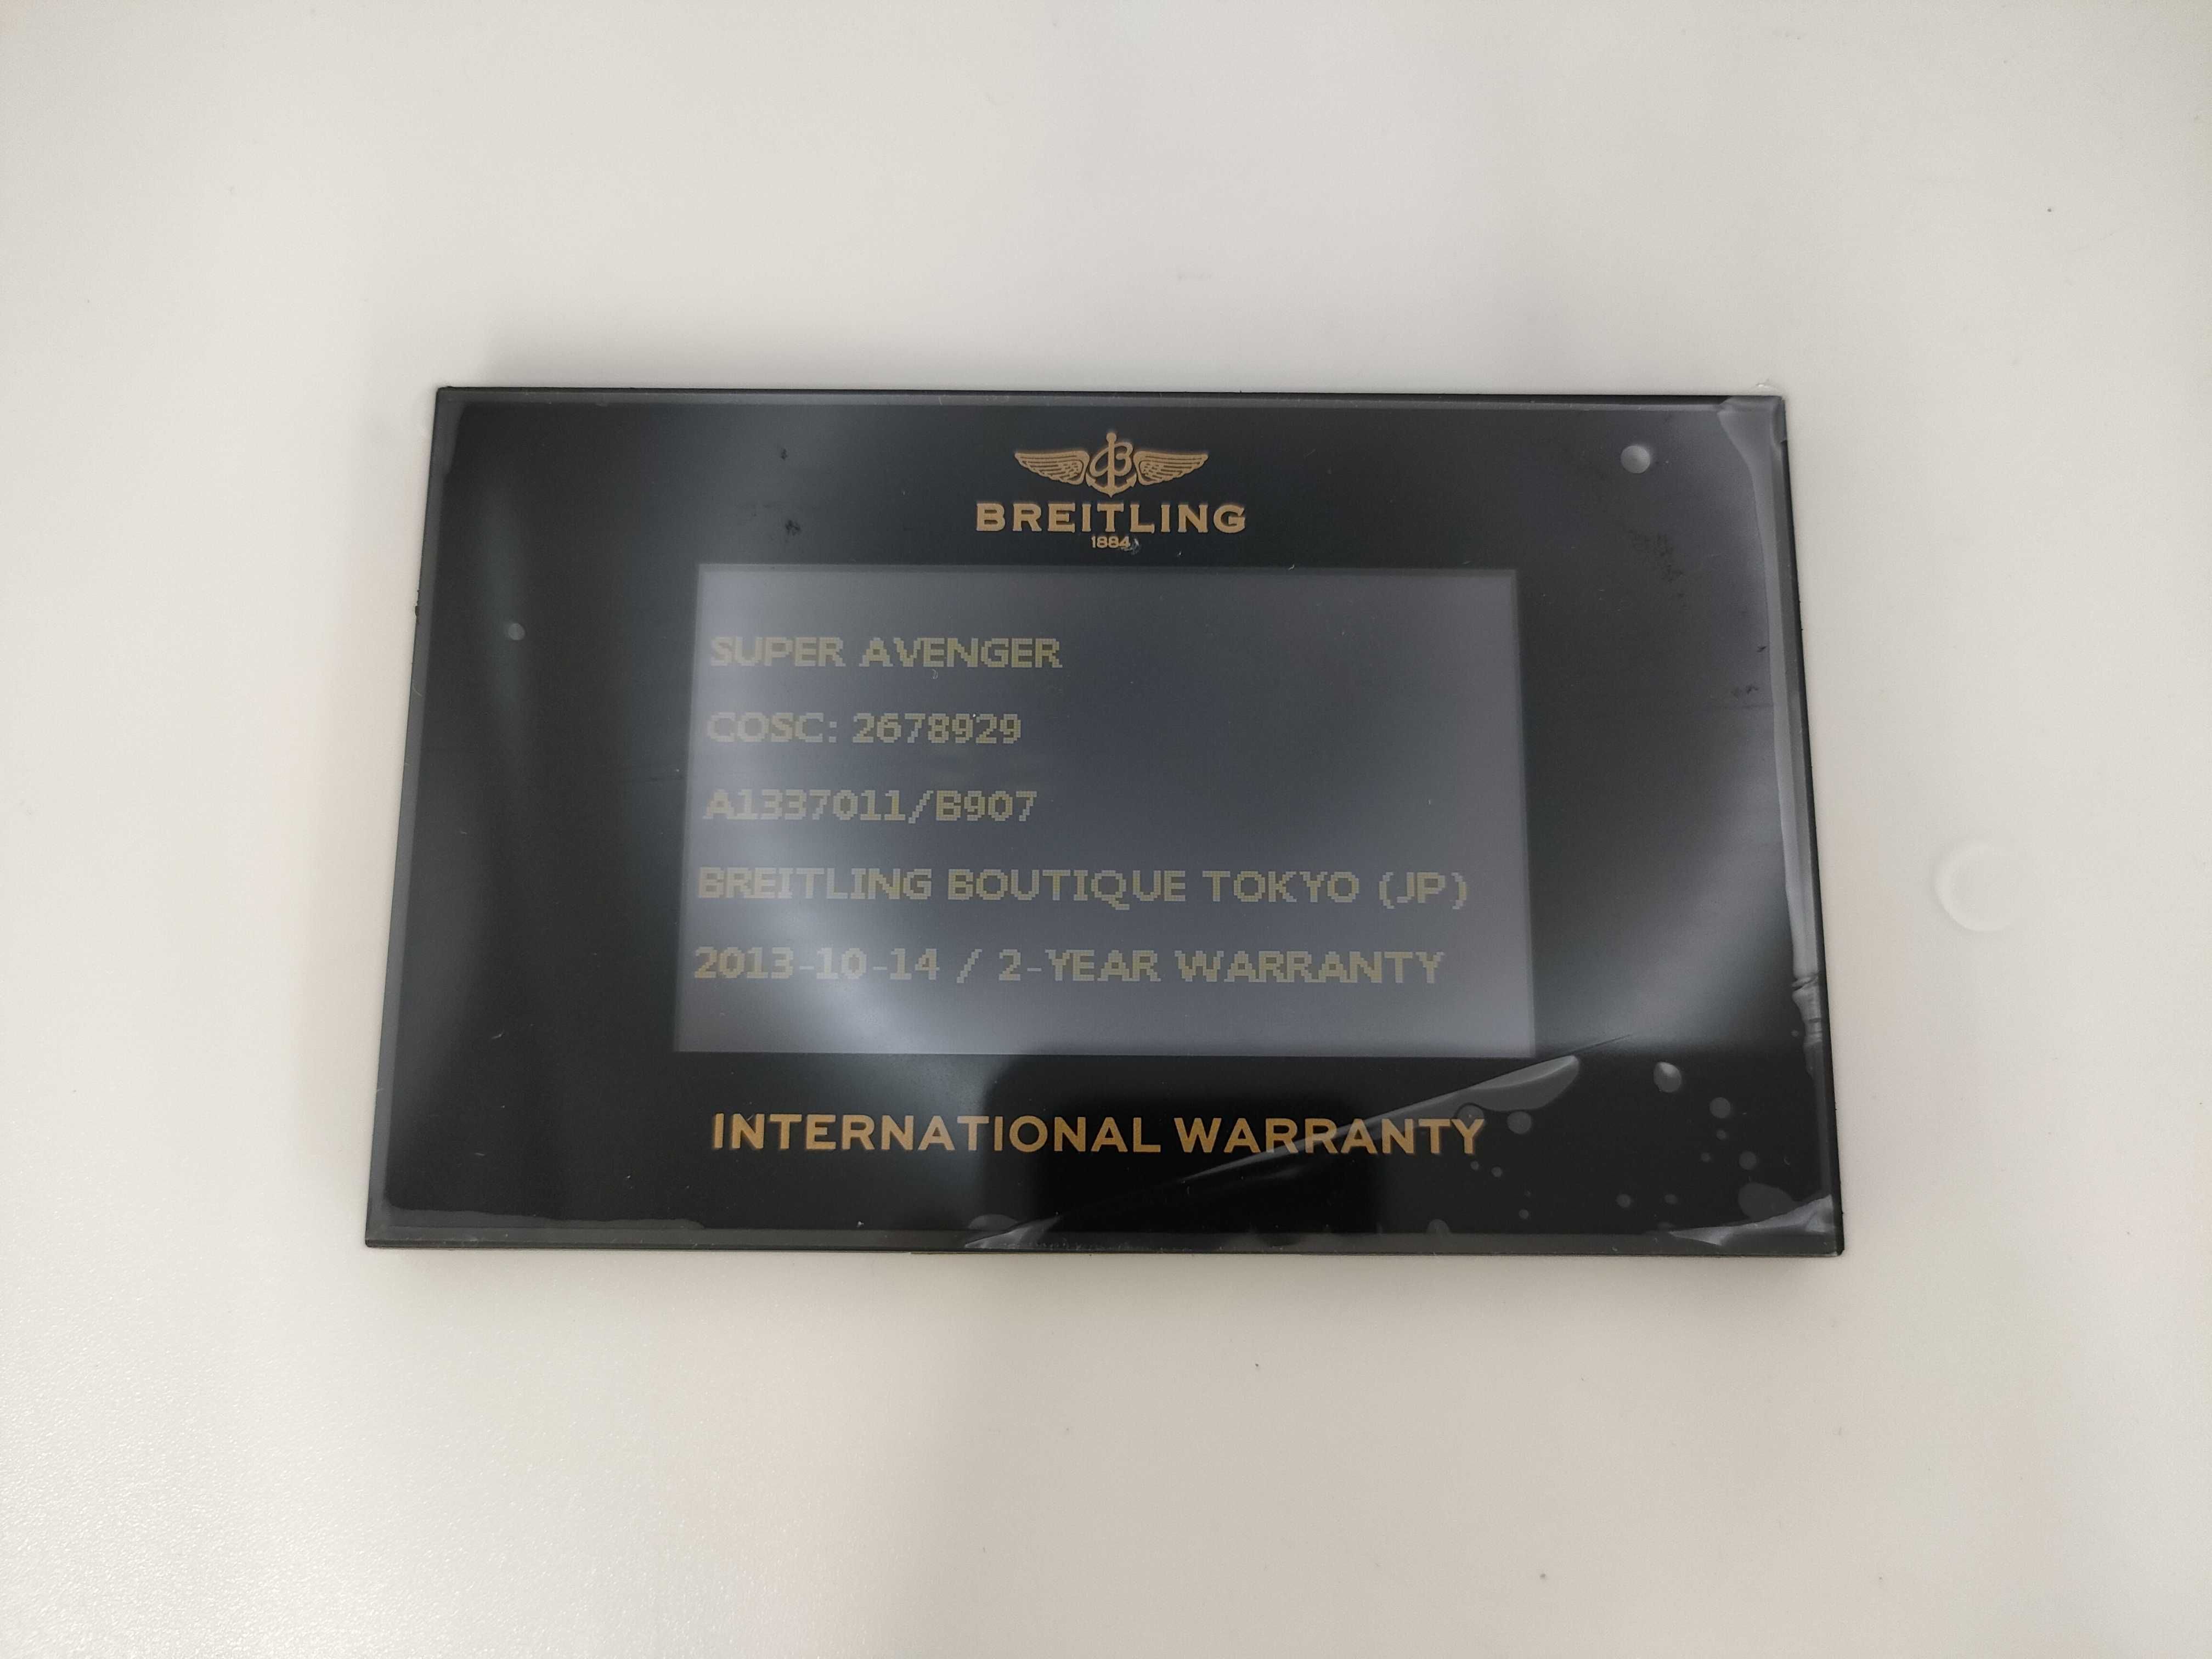 BREITLING
1884
SUPER AVENGER
COSC: 2678929
A1337011/B907
BREITLING BOUTIQUE TOKYO (JP)
2013-10-14 / 2-YEAR WARRANTY
INTERNATIONAL WARRANTY